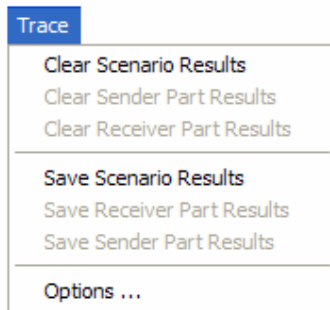 Trace
Clear Scenario Results
Clear Sender Part Results
Clear Receiver Part Results
Save Scenario Results
Save Receiver Part Results
Save Sender Part Results
Options ...